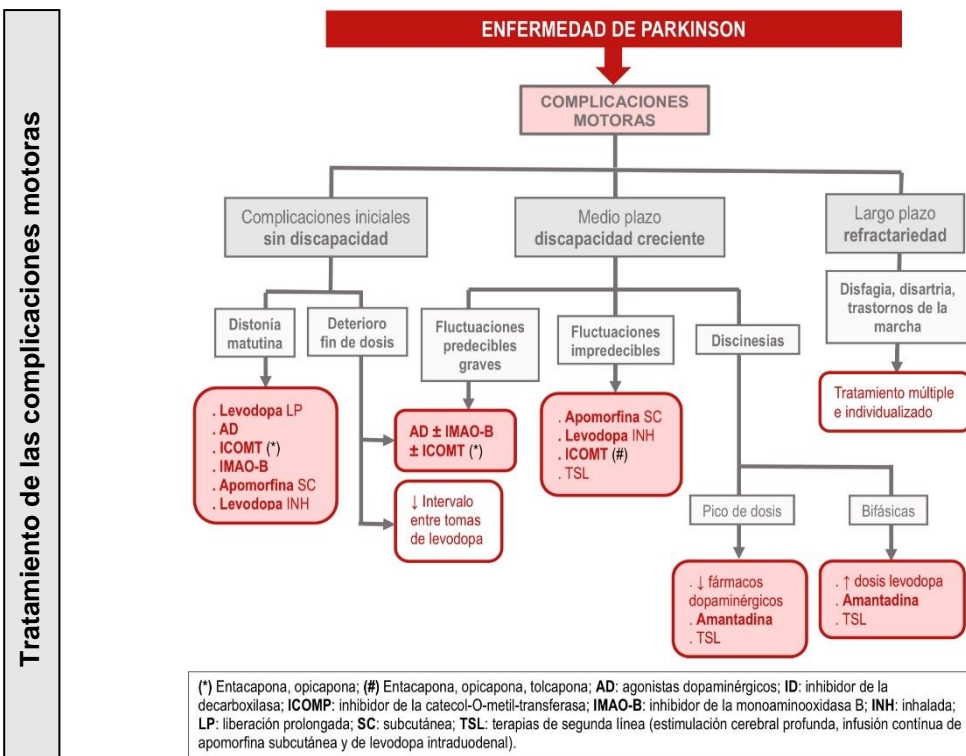 Tratamiento de las complicaciones motoras
ENFERMEDAD DE PARKINSON
COMPLICACIONES
MOTORAS
Complicaciones iniciales
sin discapacidad
Medio plazo
discapacidad creciente
Largo plazo
refractariedad
Distonía
matutina
Deterioro
fin de dosis
Fluctuaciones
predecibles
graves
Fluctuaciones
impredecibles
Discinesias
Disfagia, disartria,
trastornos de la
marcha
. Levodopa LP
. AD
. ICOMT (*)
. IMAO-B
. Apomorfina SC
. Levodopa INH
AD ± IMAO-B
± ICOMT (*)
↓ Intervalo
entre tomas
de levodopa
. Apomorfina SC
. Levodopa INH
. ICOMT (#)
. TSL
Tratamiento múltiple
e individualizado
Pico de dosis
Bifásicas
. ↓ fármacos
dopaminérgicos
. Amantadina
. TSL
. ↑ dosis levodopa
. Amantadina
. TSL
(*) Entacapona, opicapona; (#) Entacapona, opicapona, tolcapona; AD: agonistas dopaminérgicos; ID: inhibidor de la
decarboxilasa; ICOMP: inhibidor de la catecol-O-metil-transferasa; IMAO-B: inhibidor de la monoaminooxidasa B; INH: inhalada;
LP: liberación prolongada; SC: subcutánea; TSL: terapias de segunda línea (estimulación cerebral profunda, infusión contínua de
apomorfina subcutánea y de levodopa intraduodenal).